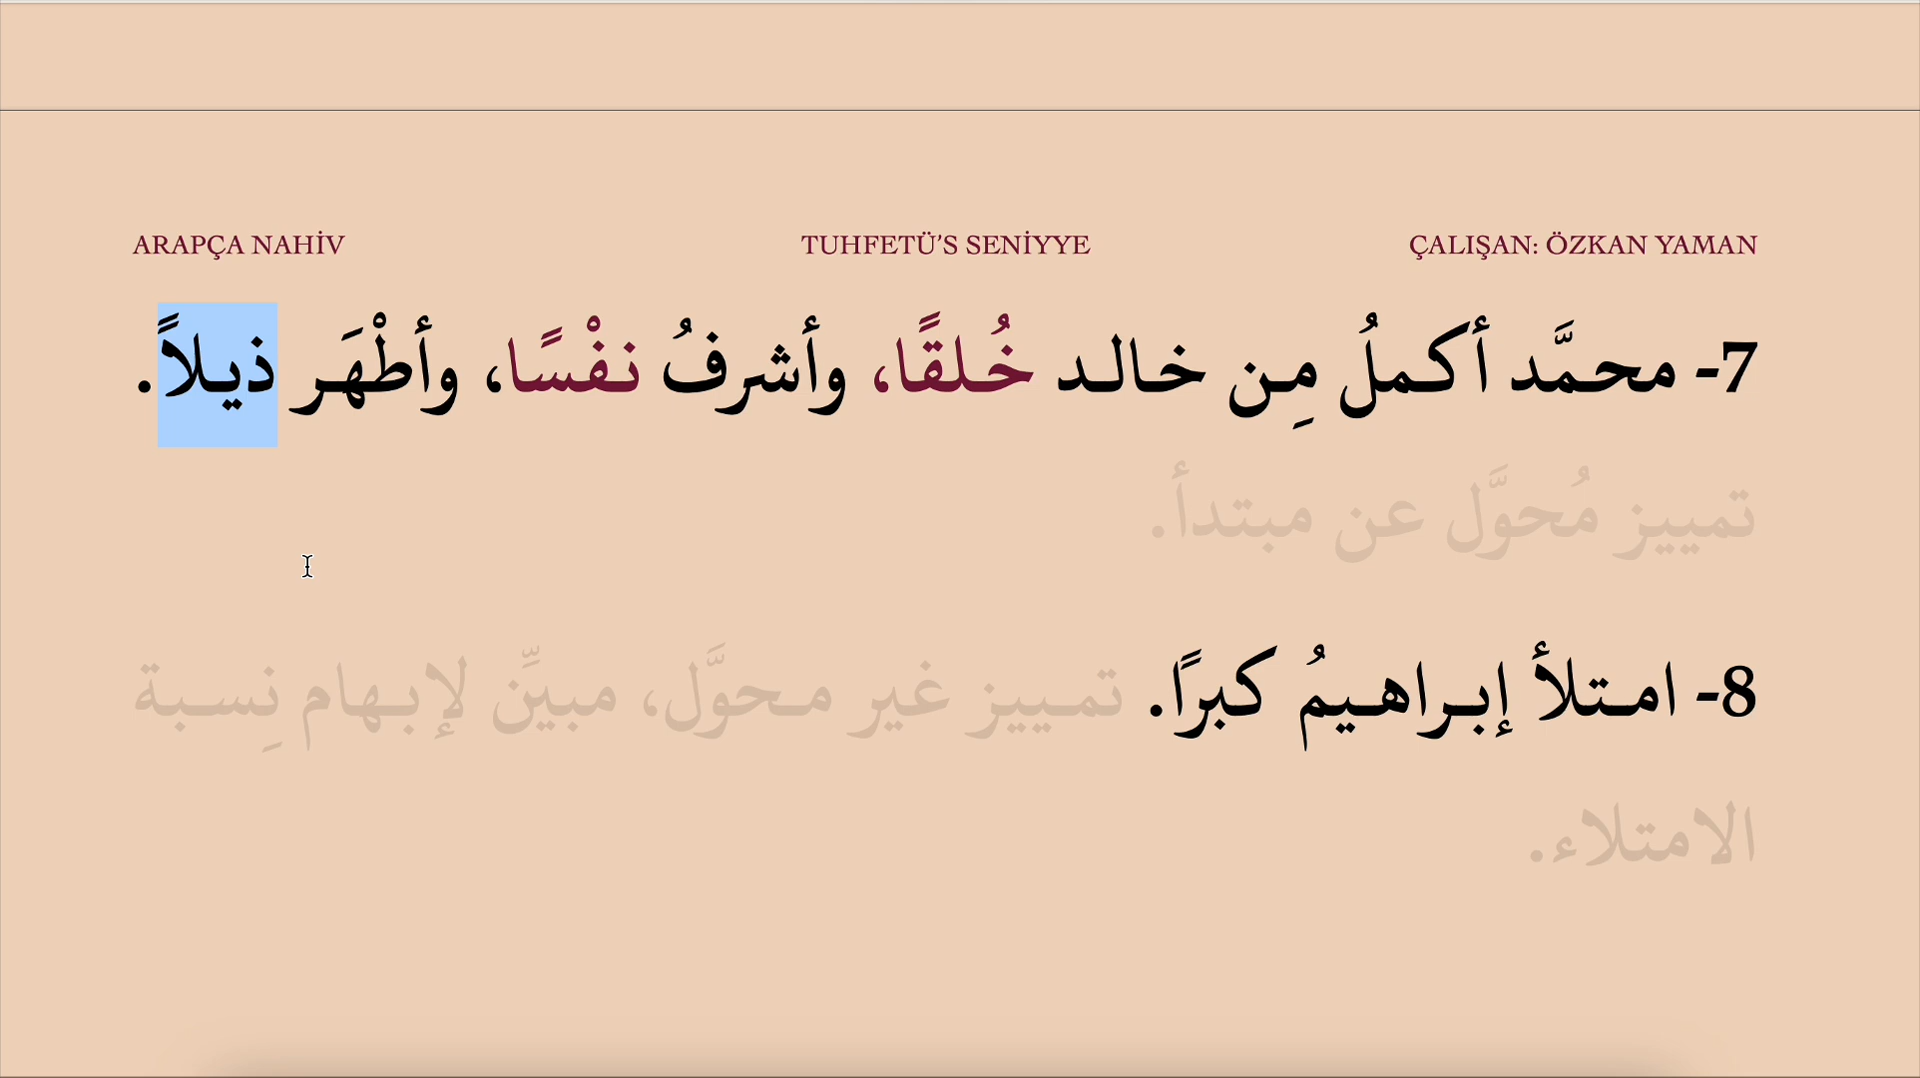 ARAPÇA NAHİV TUHFETÜ’S SENİYYE ÇALIŞAN: ÖZKAN YAMAN
7- محمَّد أكملُ مِن خالد خُلقًا، وأشرفُ نفْسًا، وأطْهَر ذيلاً.
تمييز مُحوَّل عن مبتدأ.
8- امتلأ إبراهيمُ كبرًا. تمييز غير محوَّل، مبيِّن لإبهام نِسبة
الامتلاء.